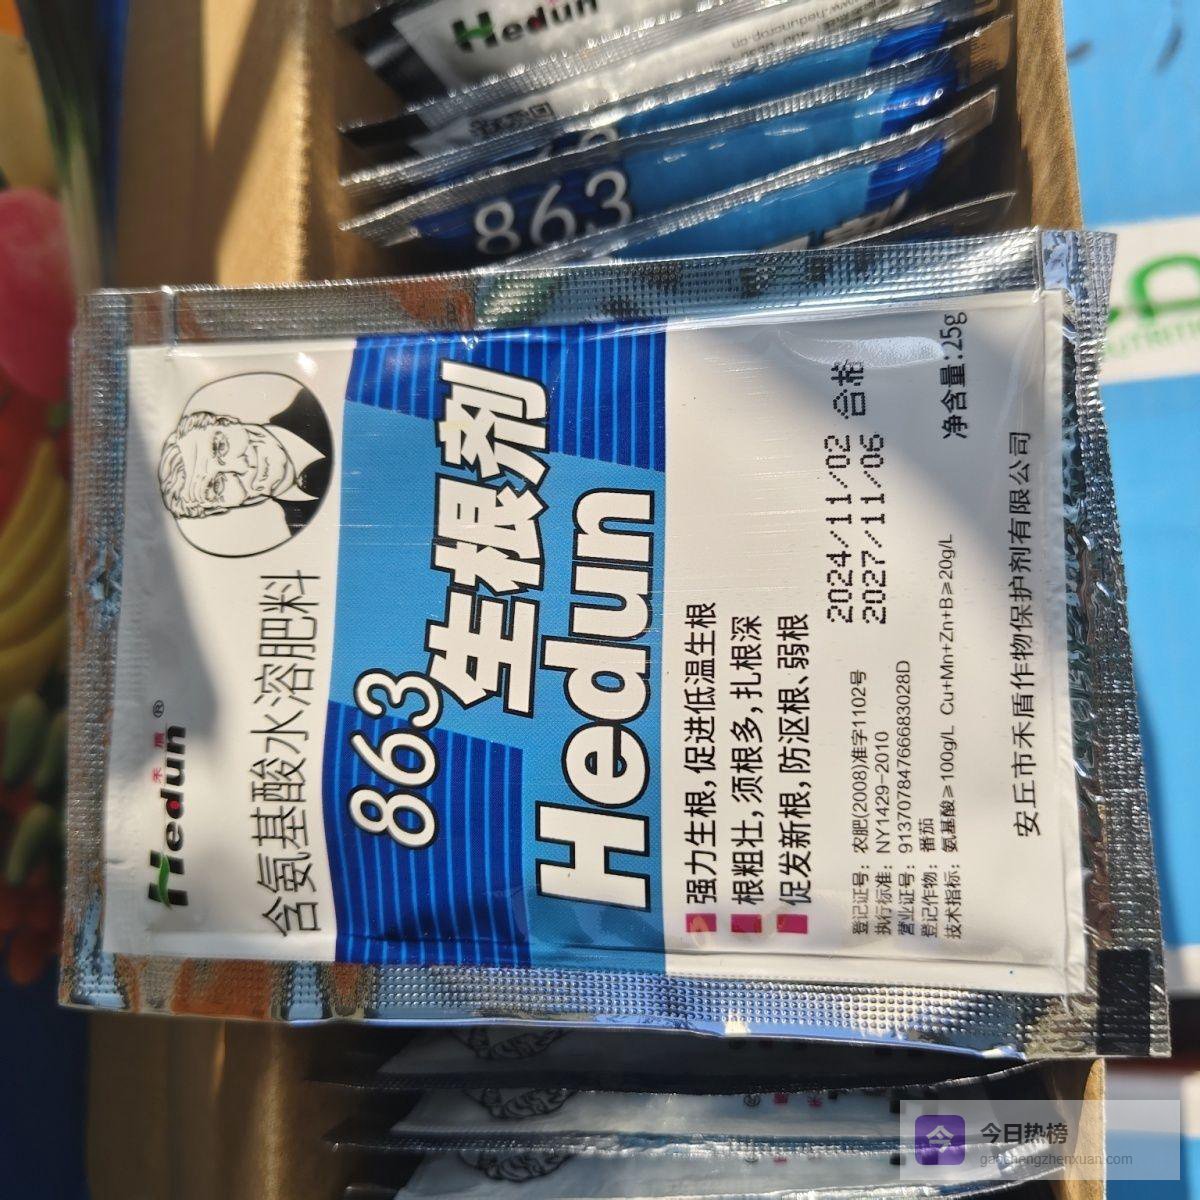 Hedun
863
Hedun®
禾盾
含氨基酸水溶肥料
863
生根剂
Hedun
强力生根,促进低温生根
根粗壮,须根多,扎根深
促发新根,防沤根、弱根
2024/11/02 合格
2027/11/06
登记证号：农肥(2008)准字1102号
执行标准：NY1429-2010
营业证号：91370784766683028D
登记作物：番茄
技术指标：氨基酸≥100g/L Cu+Mn+Zn+B≥20g/L
净含量:25g
安丘市禾盾作物保护剂有限公司
今日热榜
gaochengzhenxuan.com